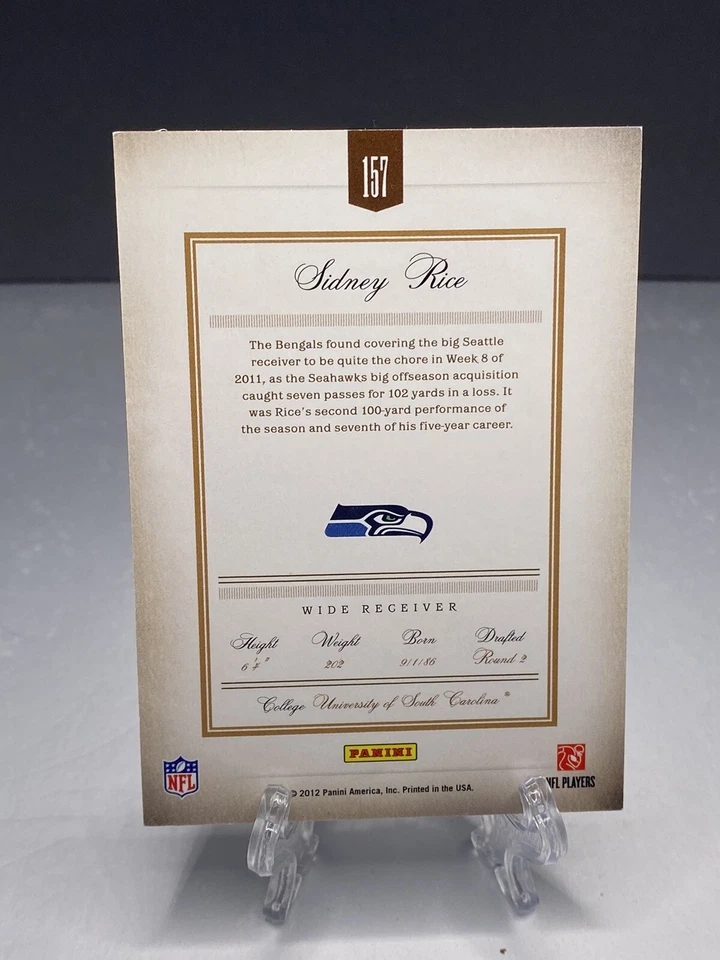 157
Sidney Rice
The Bengals found covering the big Seattle
receiver to be quite the chore in Week 8 of
2011, as the Seahawks big offseason acquisition
caught seven passes for 102 yards in a loss. It
was Rice's second 100-yard performance of
the season and seventh of his five-year career.
WIDE RECEIVER
Height Weight Born Drafted
6'4" 202 9/1/86 Round 2
College University of South Carolina®
PANINI
NFL
NFL PLAYERS
© 2012 Panini America, Inc. Printed in the USA.